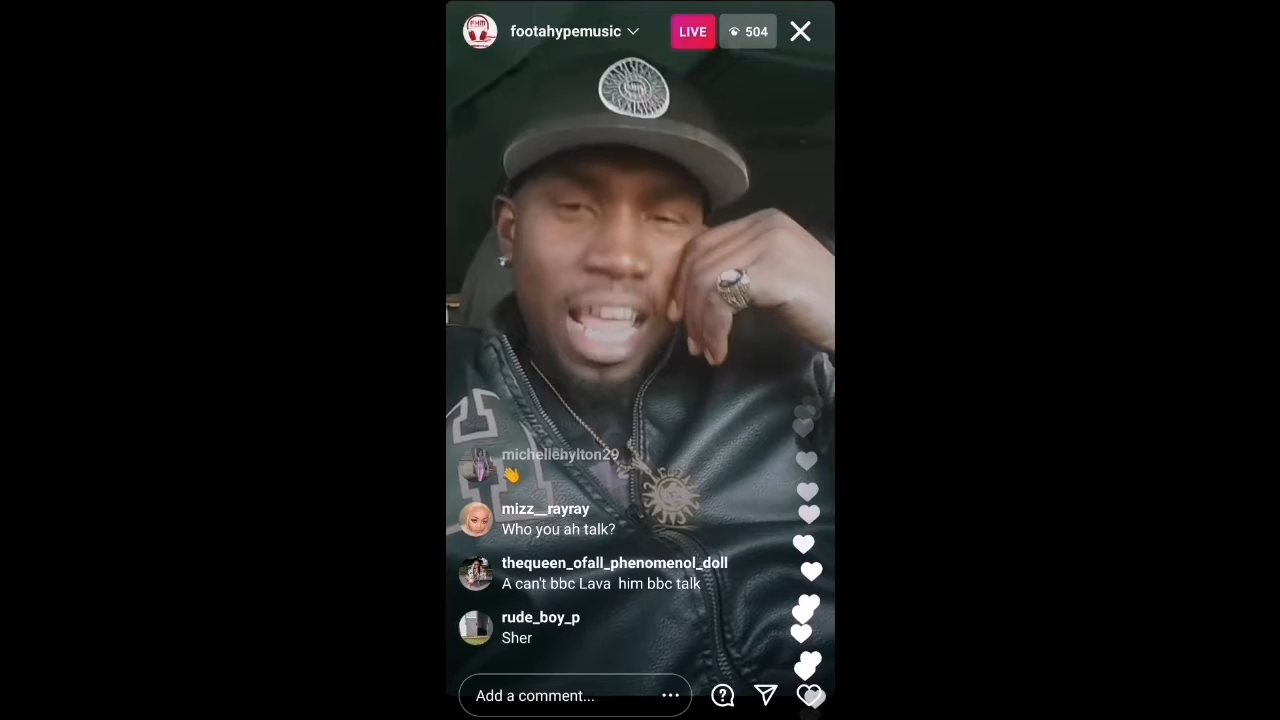 FHM
footahypemusic
LIVE
504
michellehylton29
👋
mizz__rayray
Who you ah talk?
thequeen_ofall_phenomenol_doll
A can't bbc Lava him bbc talk
rude_boy_p
Sher
Add a comment...